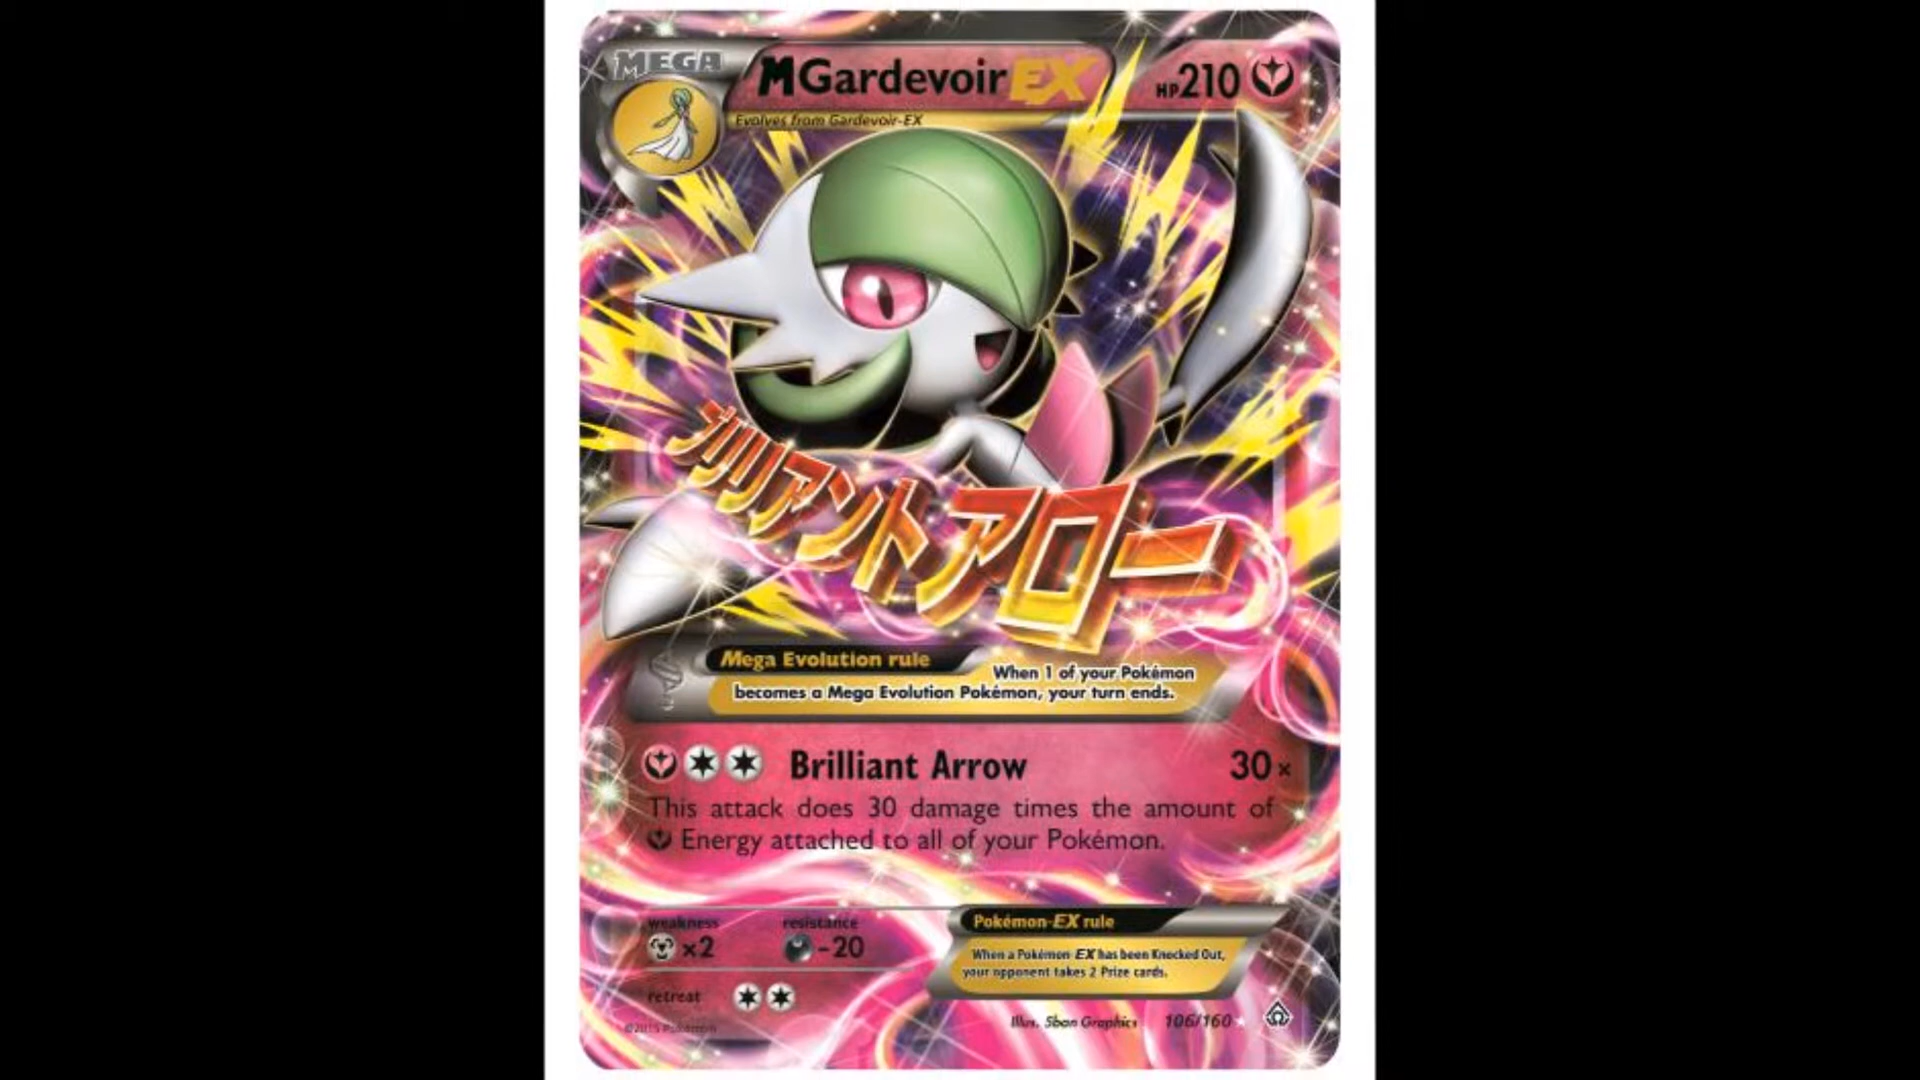 MEGA
MGardevoir EX
HP210
Evolves from Gardevoir-EX
ブリリアントアロー
Mega Evolution rule
When 1 of your Pokémon
becomes a Mega Evolution Pokémon, your turn ends.
Brilliant Arrow 30×
This attack does 30 damage times the amount of
Energy attached to all of your Pokémon.
weakness resistance
×2 -20
retreat
Pokémon-EX rule
When a Pokémon-EX has been Knocked Out,
your opponent takes 2 Prize cards.
©2015 Pokémon
Illus. 5ban Graphics 106/160